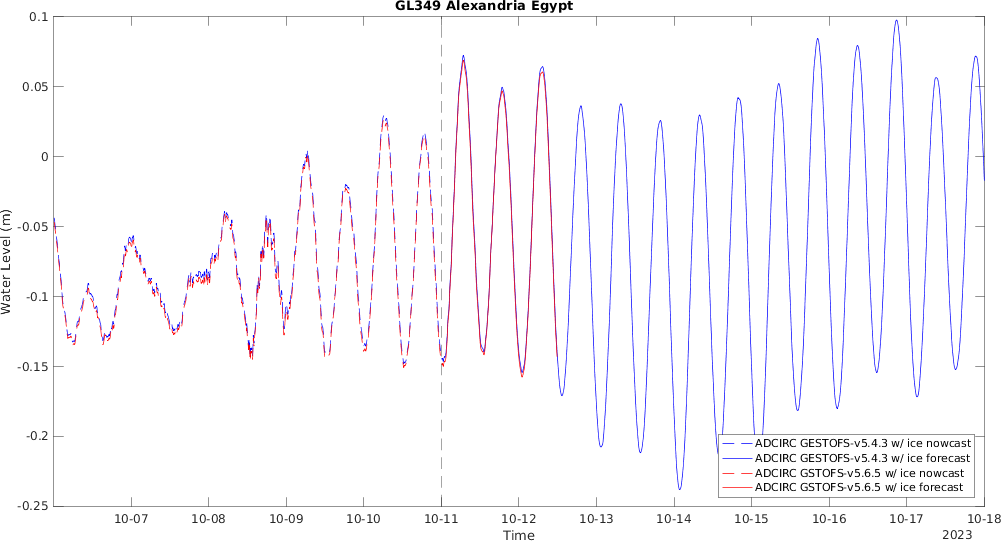 GL349 Alexandria Egypt
0.1
0.05
0
-0.05
-0.1
-0.15
-0.2
-0.25
Water Level (m)
ADCIRC GESTOFS-v5.4.3 w/ ice nowcast
ADCIRC GESTOFS-v5.4.3 w/ ice forecast
ADCIRC GSTOFS-v5.6.5 w/ ice nowcast
ADCIRC GSTOFS-v5.6.5 w/ ice forecast
10-07 10-08 10-09 10-10 10-11 10-12 10-13 10-14 10-15 10-16 10-17 10-18
Time
2023